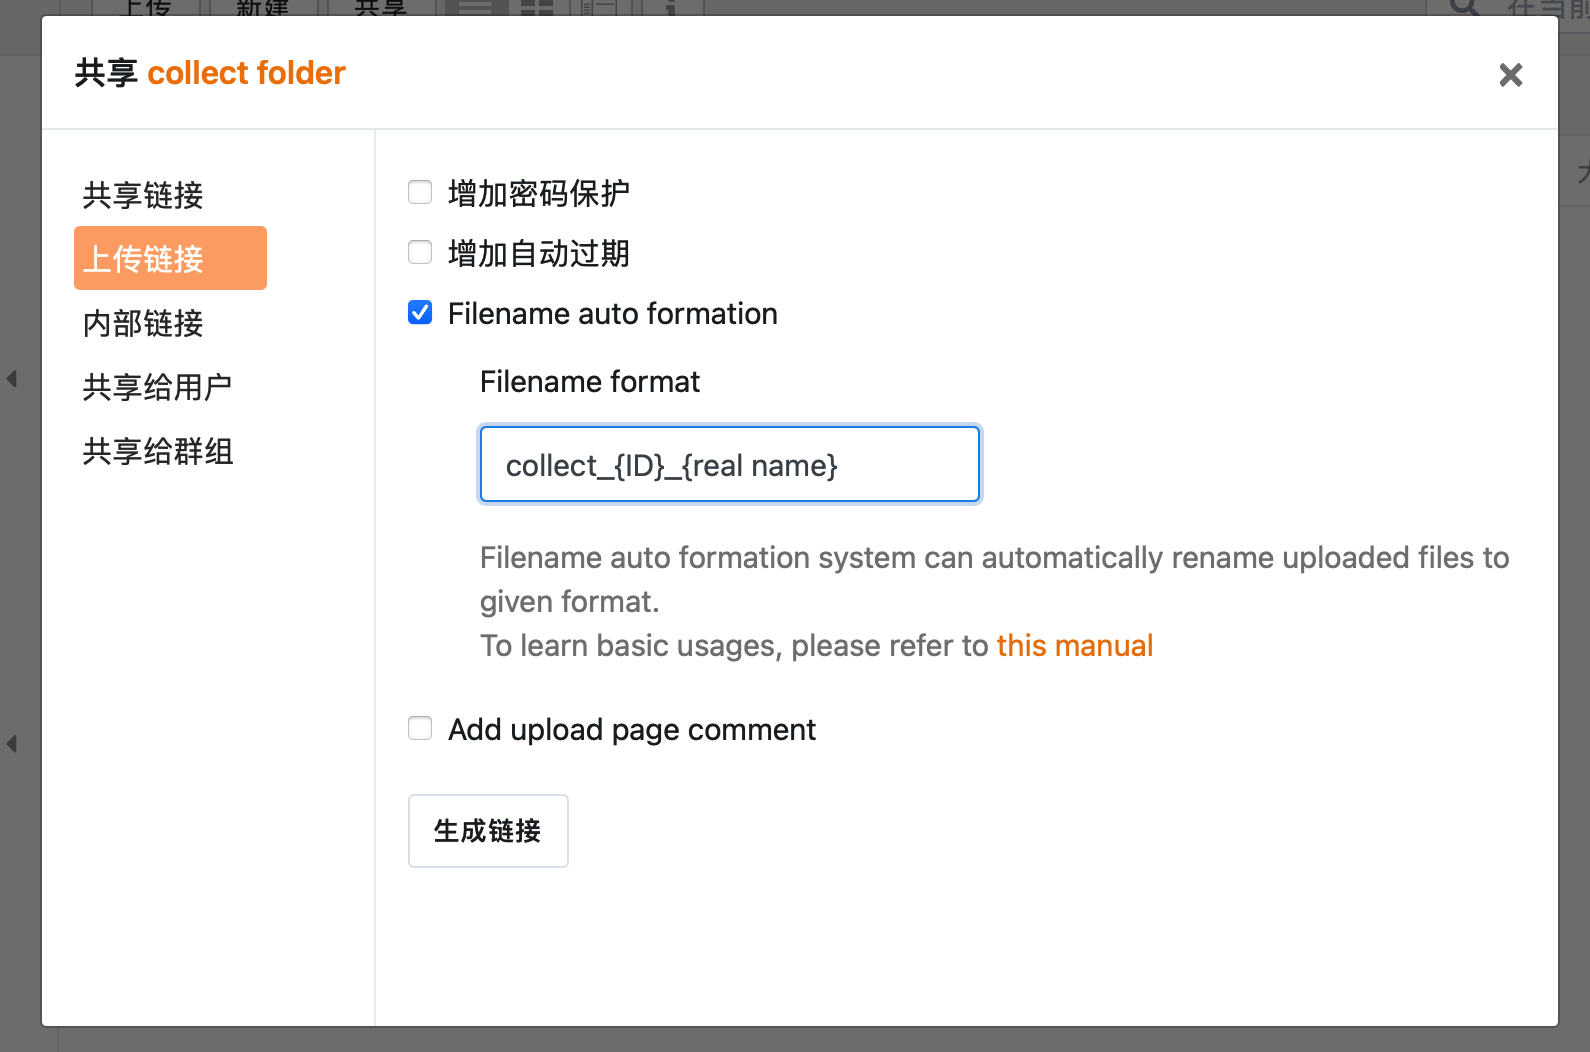 上传 新建 共享
在当前
共享 collect folder
共享链接
上传链接
内部链接
共享给用户
共享给群组
增加密码保护
增加自动过期
Filename auto formation
Filename format
collect_{ID}_{real name}
Filename auto formation system can automatically rename uploaded files to
given format.
To learn basic usages, please refer to this manual
Add upload page comment
生成链接